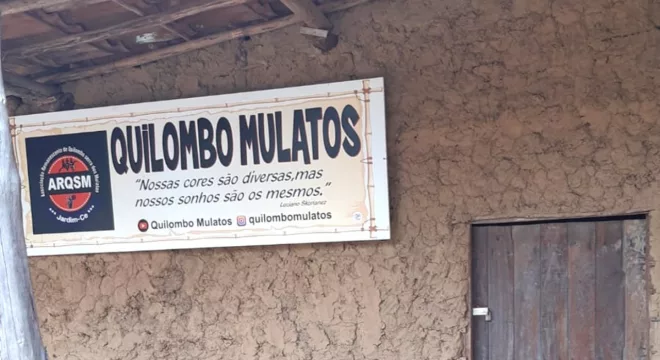 QUILOMBO MULATOS
"Nossas cores são diversas,mas
nossos sonhos são os mesmos."
Quilombo Mulatos quilombomulatos
ARQSM
Jardim-Ce